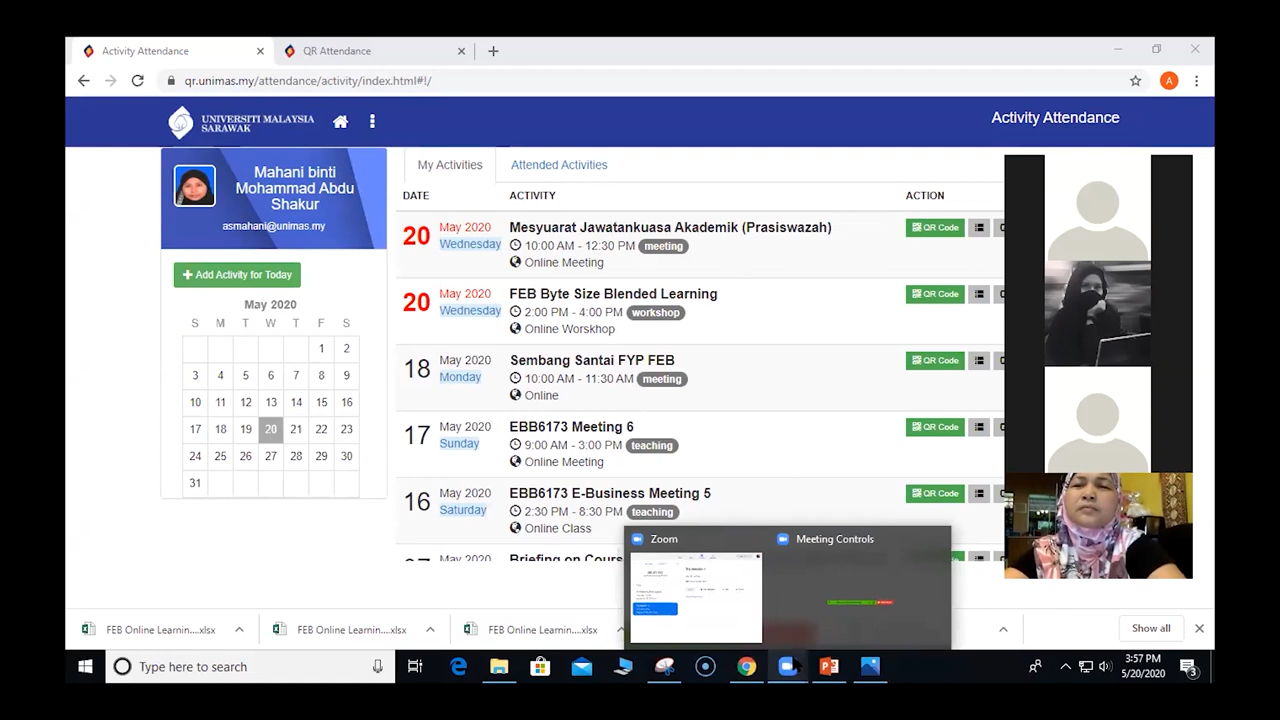 Activity Attendance
QR Attendance
qr.unimas.my/attendance/activity/index.html#!/
A
UNIVERSITI MALAYSIA
SARAWAK
Activity Attendance
Mahani binti
Mohammad Abdu
Shakur
asmahani@unimas.my
Add Activity for Today
May 2020
S M T W T F S
1 2
3 4 5 6 7 8 9
10 11 12 13 14 15 16
17 18 19 20 21 22 23
24 25 26 27 28 29 30
31
My Activities Attended Activities
DATE ACTIVITY ACTION
20 May 2020 Wednesday
Mesyuarat Jawatankuasa Akademik (Prasiswazah)
10:00 AM - 12:30 PM meeting
Online Meeting
QR Code
20 May 2020 Wednesday
FEB Byte Size Blended Learning
2:00 PM - 4:00 PM workshop
Online Worskhop
QR Code
18 May 2020 Monday
Sembang Santai FYP FEB
10:00 AM - 11:30 AM meeting
Online
QR Code
17 May 2020 Sunday
EBB6173 Meeting 6
9:00 AM - 3:00 PM teaching
Online Meeting
QR Code
16 May 2020 Saturday
EBB6173 E-Business Meeting 5
2:30 PM - 8:30 PM teaching
Online Class
QR Code
Briefing on Cours
Zoom
Meeting Controls
FEB Online Learnin....xlsx
FEB Online Learnin....xlsx
FEB Online Learnin....xlsx
Show all
Type here to search
3:57 PM
5/20/2020
3